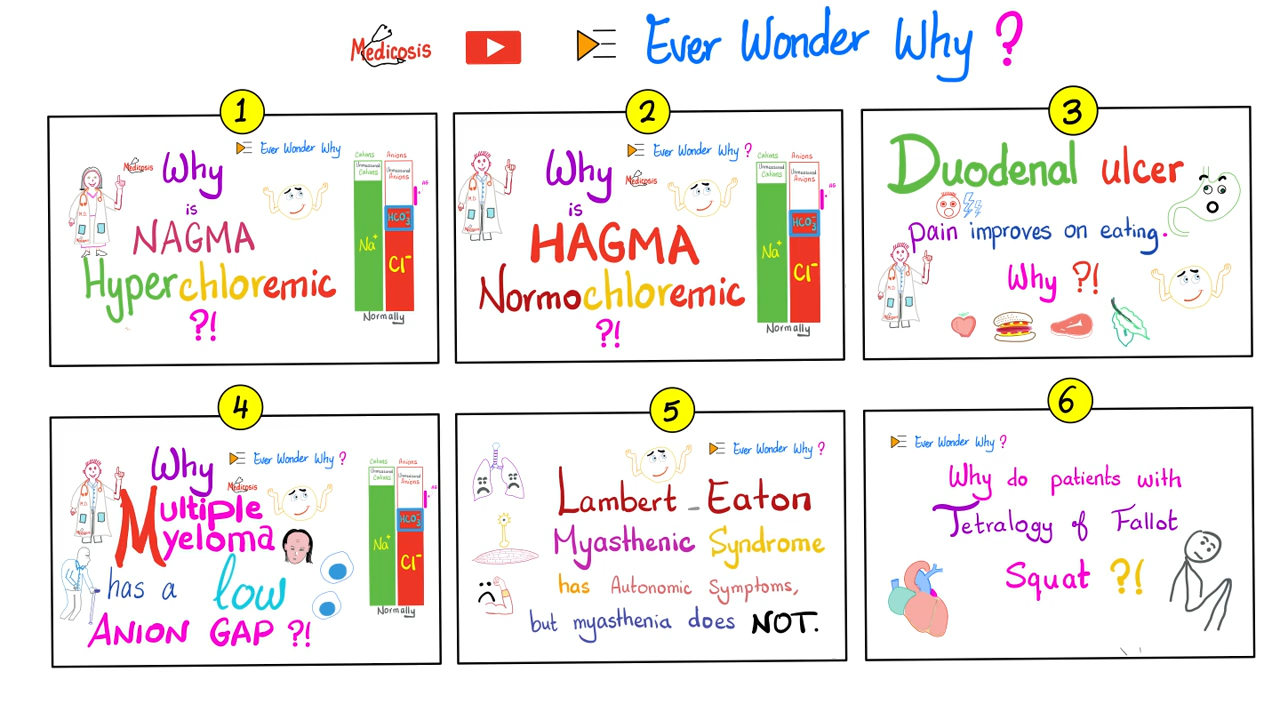 Medicosis
Ever Wonder Why ?
1
Ever Wonder Why
Medicosis
Why
is
NAGMA
Hyperchloremic
?!
Cations Anions
Unmeasured Cations
Unmeasured Anions
AG
HCO3-
Na+
Cl-
Normally
M.D.
2
Ever Wonder Why ?
Why
Medicosis
is
HAGMA
Normochloremic
?!
Cations Anions
Unmeasured Cations
Unmeasured Anions
AG
HCO3-
Na+
Cl-
Normally
M.D.
3
Duodenal ulcer
pain improves on eating.
Why ?!
M.D.
4
Why
Ever Wonder Why ?
Medicosis
Multiple
Myeloma
has a low
ANION GAP ?!
Cations Anions
Unmeasured Cations
Unmeasured Anions
AG
HCO3-
Na+
Cl-
Normally
M.D.
5
Ever Wonder Why ?
Lambert-Eaton
Myasthenic Syndrome
has Autonomic Symptoms,
but myasthenia does NOT.
6
Ever Wonder Why ?
Why do patients with
Tetralogy of Fallot
Squat ?!